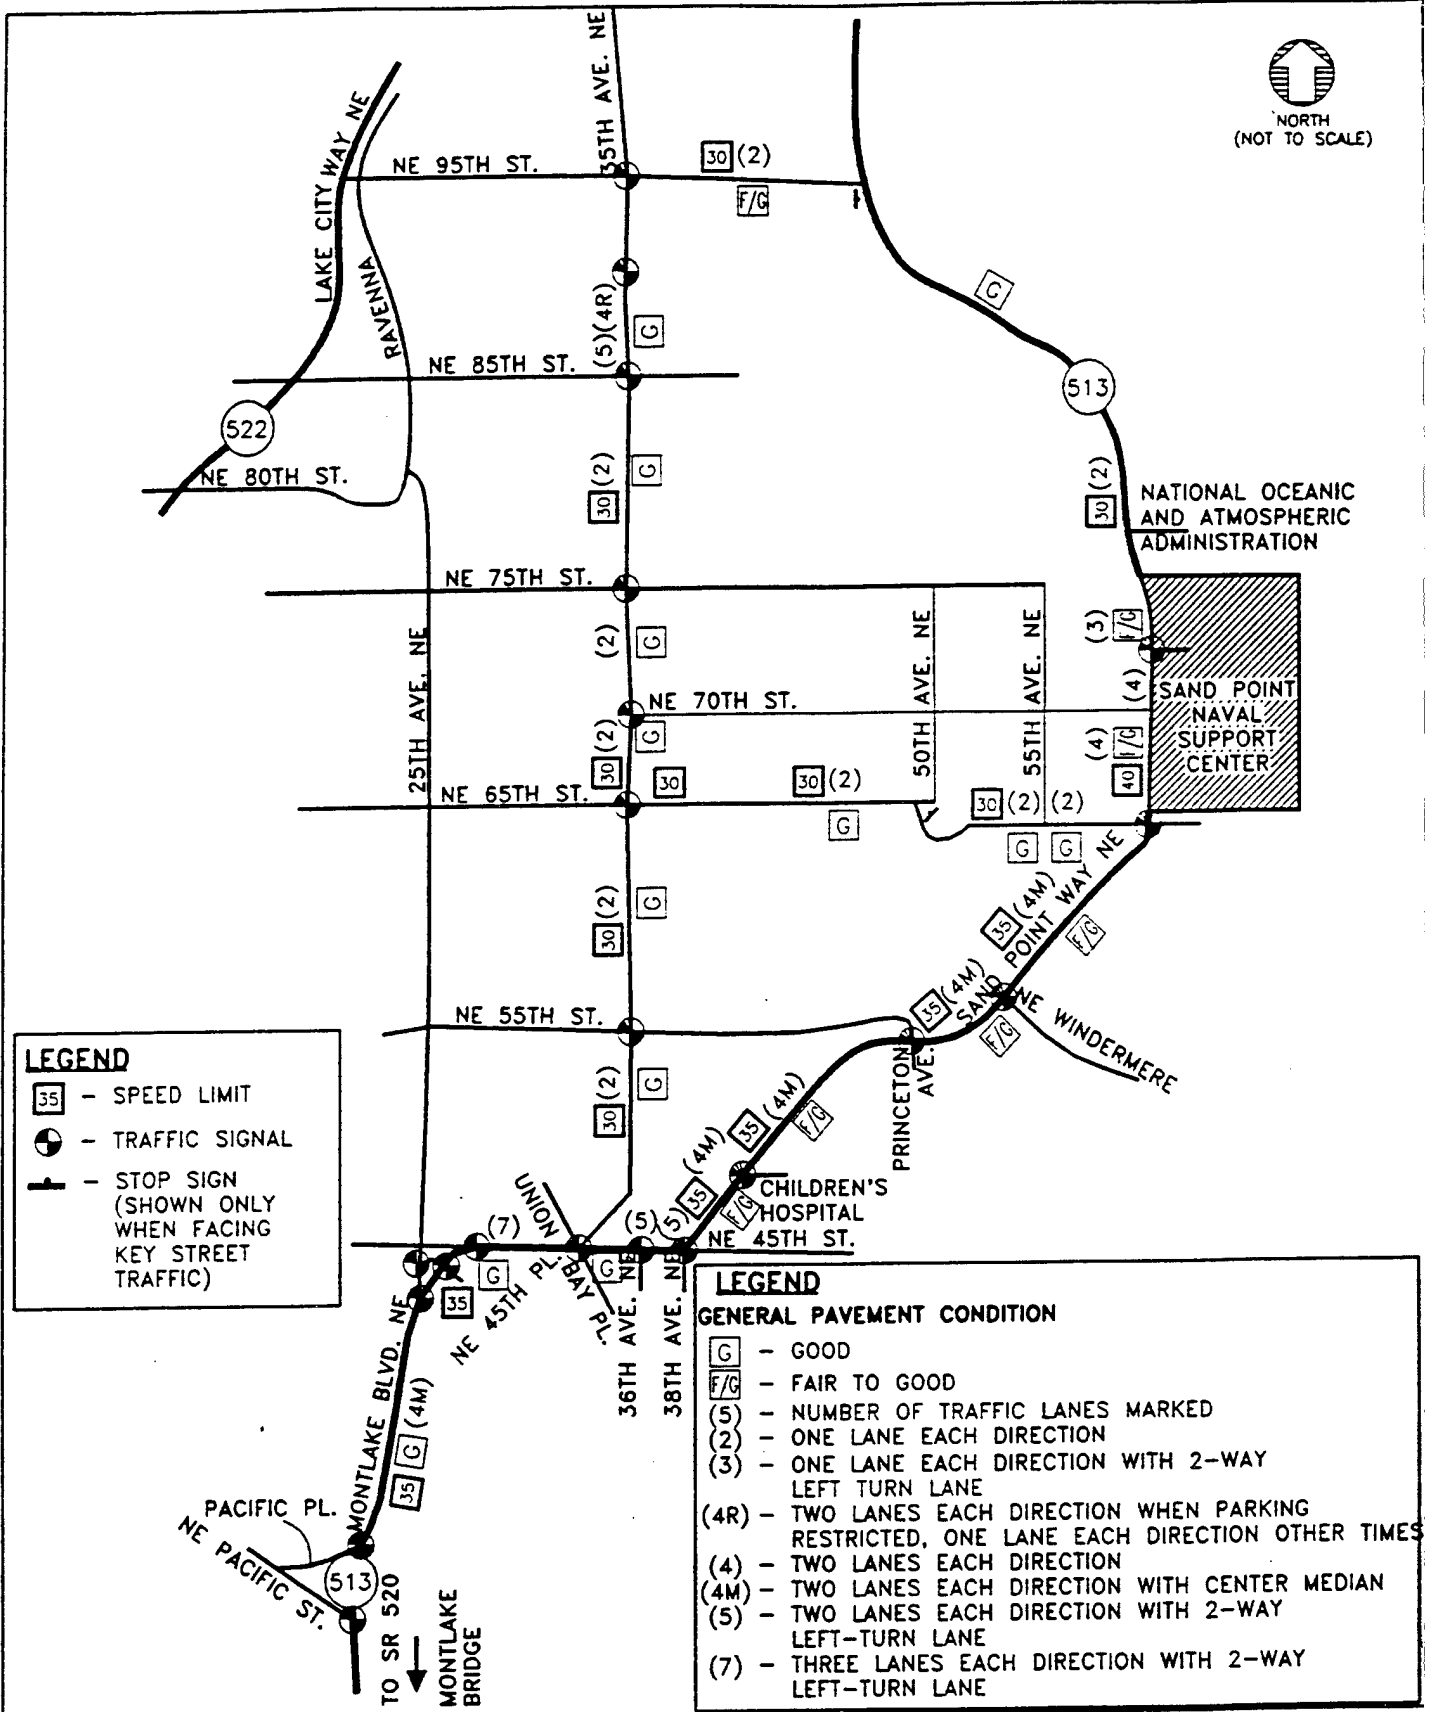 NORTH
(NOT TO SCALE)
35TH AVE. NE
LAKE CITY WAY NE
NE 95TH ST.
30 (2)
F/G
RAVENNA
G
(5)(4R)
G
NE 85TH ST.
513
522
NE 80TH ST.
30 (2)
G
30 (2)
NATIONAL OCEANIC
AND ATMOSPHERIC
ADMINISTRATION
NE 75TH ST.
25TH AVE. NE
(2)
G
50TH AVE. NE
55TH AVE. NE
(3)
F/G
(4)
SAND POINT
NAVAL
SUPPORT
CENTER
NE 70TH ST.
30 (2)
G
(4)
F/G
40
NE 65TH ST.
30
30 (2)
G
30 (2) (2)
G G
30 (2)
G
35 (4M)
SAND POINT WAY NE
F/G
35 (4M)
F/G
NE WINDERMERE
NE 55TH ST.
PRINCETON
AVE.
30 (2)
G
35 (4M)
F/G
(4M)
35
F/G
CHILDREN'S
HOSPITAL
NE 45TH ST.
UNION
BAY PL.
(7)
(5)
(5)
G
G
35
NE 45TH PL.
36TH AVE. NE
38TH AVE. NE
MONTLAKE BLVD. NE
35 G (4M)
PACIFIC PL.
NE PACIFIC ST.
513
TO SR 520
MONTLAKE
BRIDGE
LEGEND
35 – SPEED LIMIT
– TRAFFIC SIGNAL
– STOP SIGN
(SHOWN ONLY
WHEN FACING
KEY STREET
TRAFFIC)
LEGEND
GENERAL PAVEMENT CONDITION
G – GOOD
F/G – FAIR TO GOOD
(5) – NUMBER OF TRAFFIC LANES MARKED
(2) – ONE LANE EACH DIRECTION
(3) – ONE LANE EACH DIRECTION WITH 2–WAY
LEFT TURN LANE
(4R) – TWO LANES EACH DIRECTION WHEN PARKING
RESTRICTED, ONE LANE EACH DIRECTION OTHER TIMES
(4) – TWO LANES EACH DIRECTION
(4M) – TWO LANES EACH DIRECTION WITH CENTER MEDIAN
(5) – TWO LANES EACH DIRECTION WITH 2–WAY
LEFT–TURN LANE
(7) – THREE LANES EACH DIRECTION WITH 2–WAY
LEFT–TURN LANE